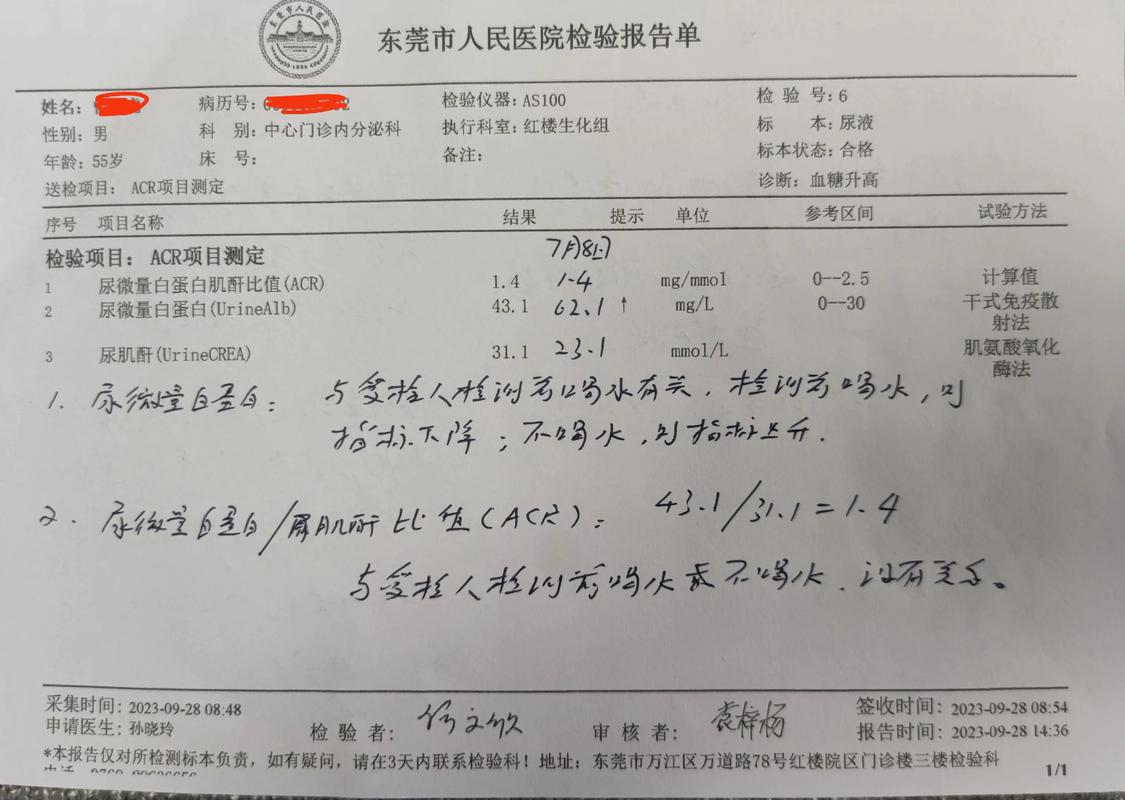 东莞市人民医院
东莞市人民医院检验报告单
姓名: 病历号: 检验仪器: AS100 检 验 号: 6
性别: 男 科 别: 中心门诊内分泌科 执行科室: 红楼生化组 标 本: 尿液
年龄: 55岁 床 号: 备注: 标本状态: 合格
送检项目: ACR项目测定 诊断: 血糖升高
序号 项目名称 结果 提示 单位 参考区间 试验方法
检验项目: ACR项目测定 7月8日
1 尿微量白蛋白肌酐比值(ACR) 1.4 1.4 mg/mmol 0--2.5 计算值
2 尿微量白蛋白(UrineAlb) 43.1 62.1 ↑ mg/L 0--30 干式免疫散
射法
3 尿肌酐(UrineCREA) 31.1 23.1 mmol/L 肌氨酸氧化
酶法
1. 尿微量白蛋白: 与受检人检测前喝水有关, 检测前喝水, 则
指标下降; 不喝水, 则指标上升.
2. 尿微量白蛋白/尿肌酐比值(ACR): 43.1/31.1=1.4
与受检人检测前喝水或不喝水, 没有关系。
采集时间: 2023-09-28 08:48 签收时间: 2023-09-28 08:54
申请医生: 孙晓玲 检 验 者: 审 核 者: 袁梓杨 报告时间: 2023-09-28 14:36
*本报告仅对所检测标本负责, 如有疑问, 请在3天内联系检验科! 地址: 东莞市万江区万道路78号红楼院区门诊楼三楼检验科
1/1